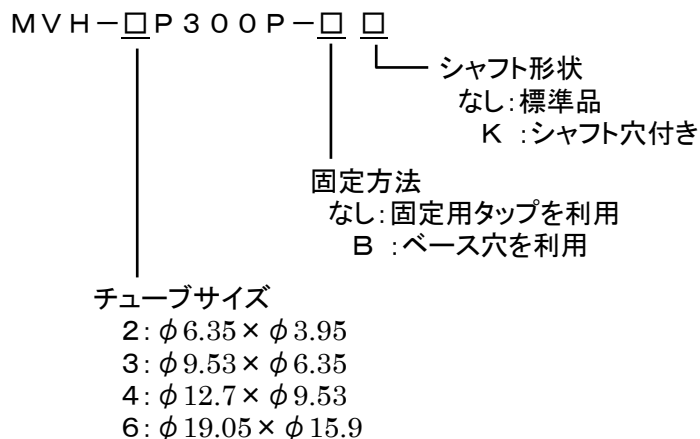 MVH-□P300P-□ □
シャフト形状
なし:標準品
K :シャフト穴付き
固定方法
なし:固定用タップを利用
B :ベース穴を利用
チューブサイズ
2:φ6.35×φ3.95
3:φ9.53×φ6.35
4:φ12.7×φ9.53
6:φ19.05×φ15.9